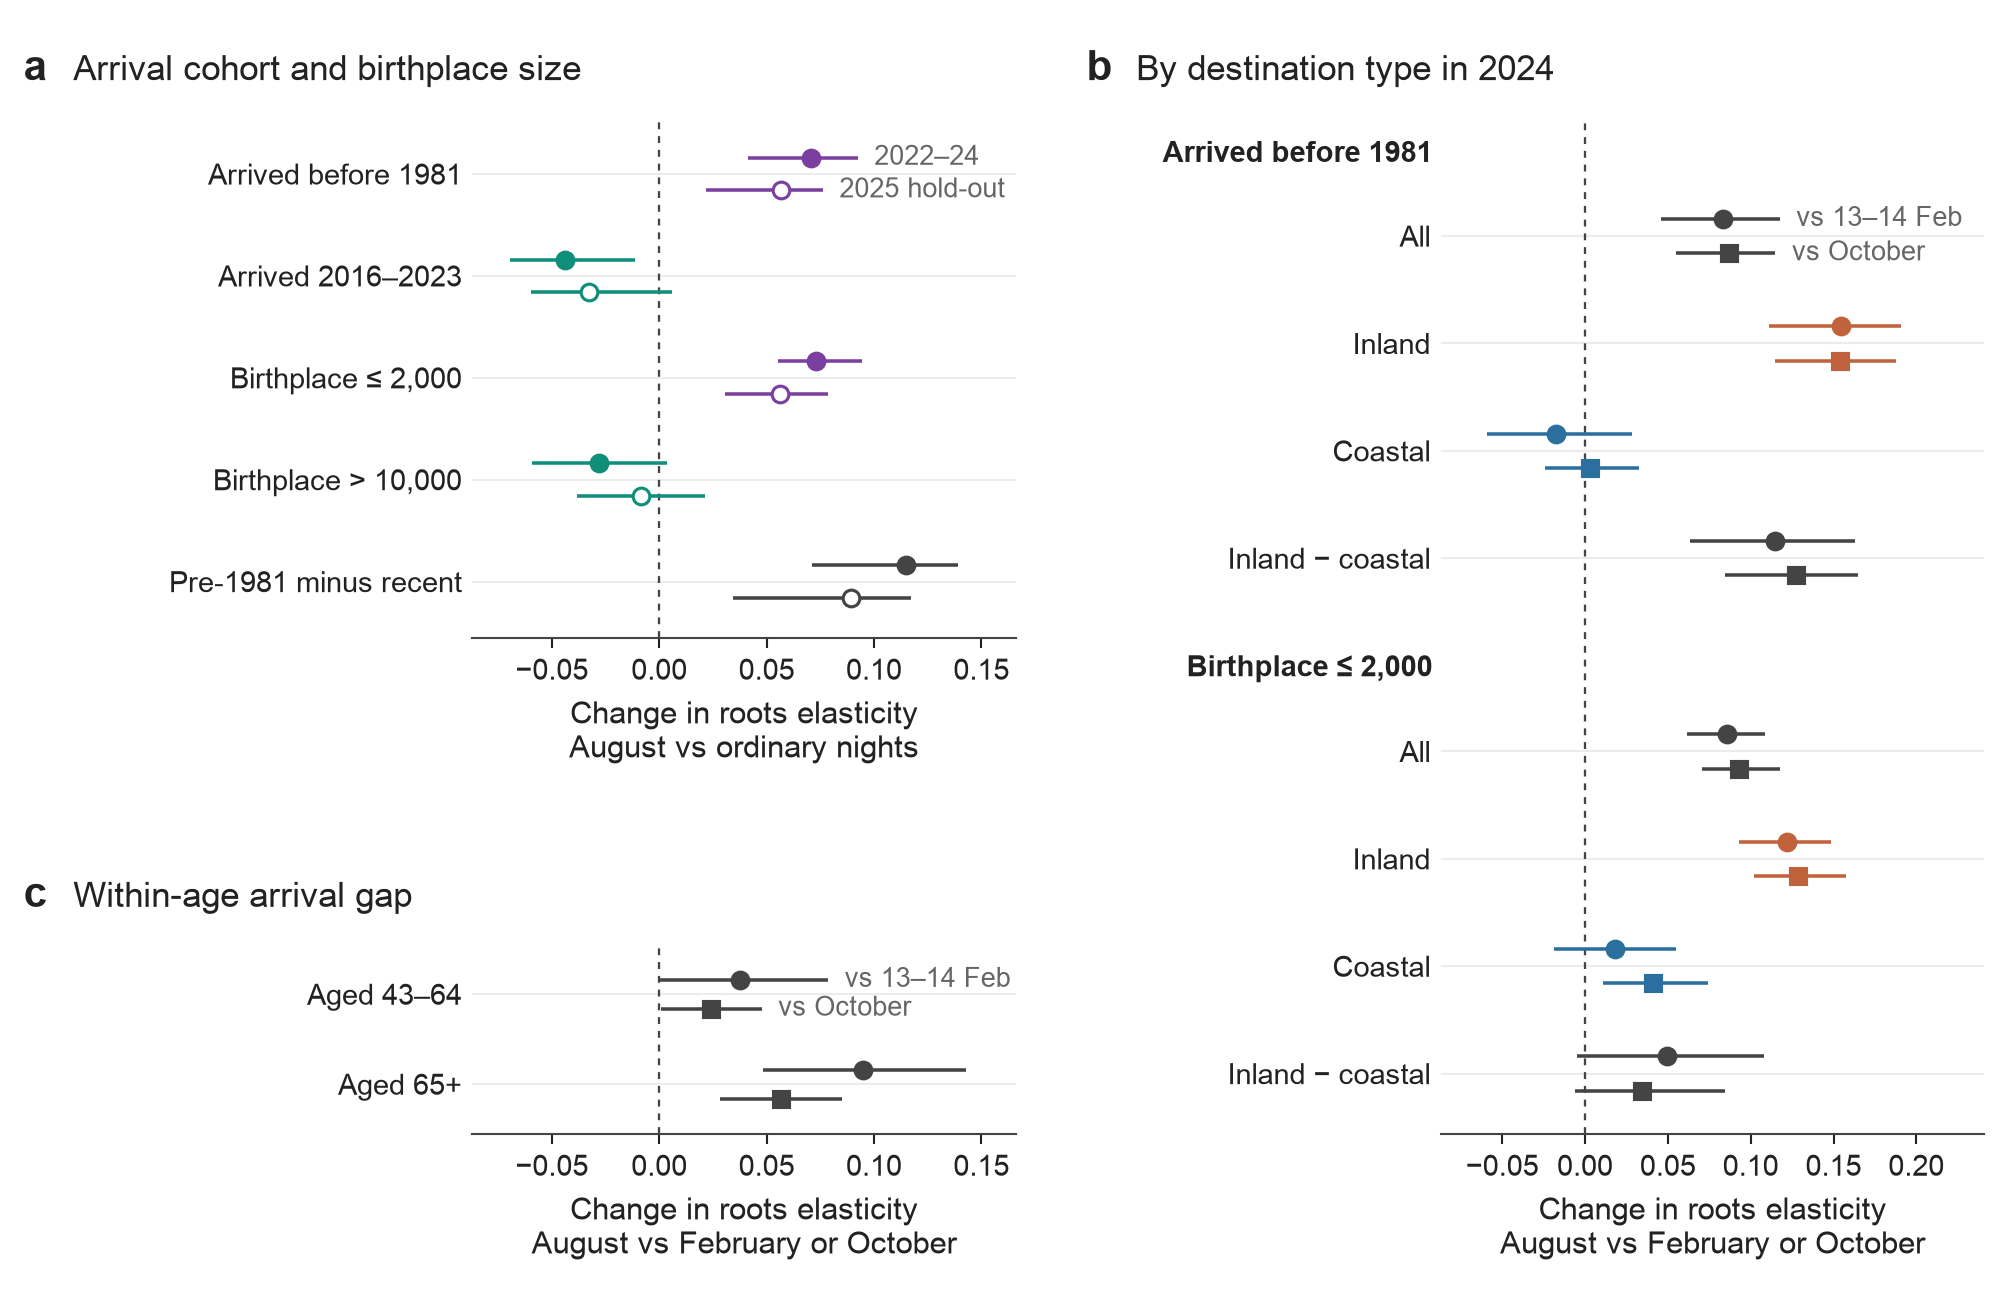 a Arrival cohort and birthplace size
Arrived before 1981
2022–24
2025 hold-out
Arrived 2016–2023
Birthplace ≤ 2,000
Birthplace > 10,000
Pre-1981 minus recent
−0.05 0.00 0.05 0.10 0.15
Change in roots elasticity
August vs ordinary nights
b By destination type in 2024
Arrived before 1981
All
vs 13–14 Feb
vs October
Inland
Coastal
Inland − coastal
Birthplace ≤ 2,000
All
Inland
Coastal
Inland − coastal
−0.05 0.00 0.05 0.10 0.15 0.20
Change in roots elasticity
August vs February or October
c Within-age arrival gap
Aged 43–64
vs 13–14 Feb
vs October
Aged 65+
−0.05 0.00 0.05 0.10 0.15
Change in roots elasticity
August vs February or October